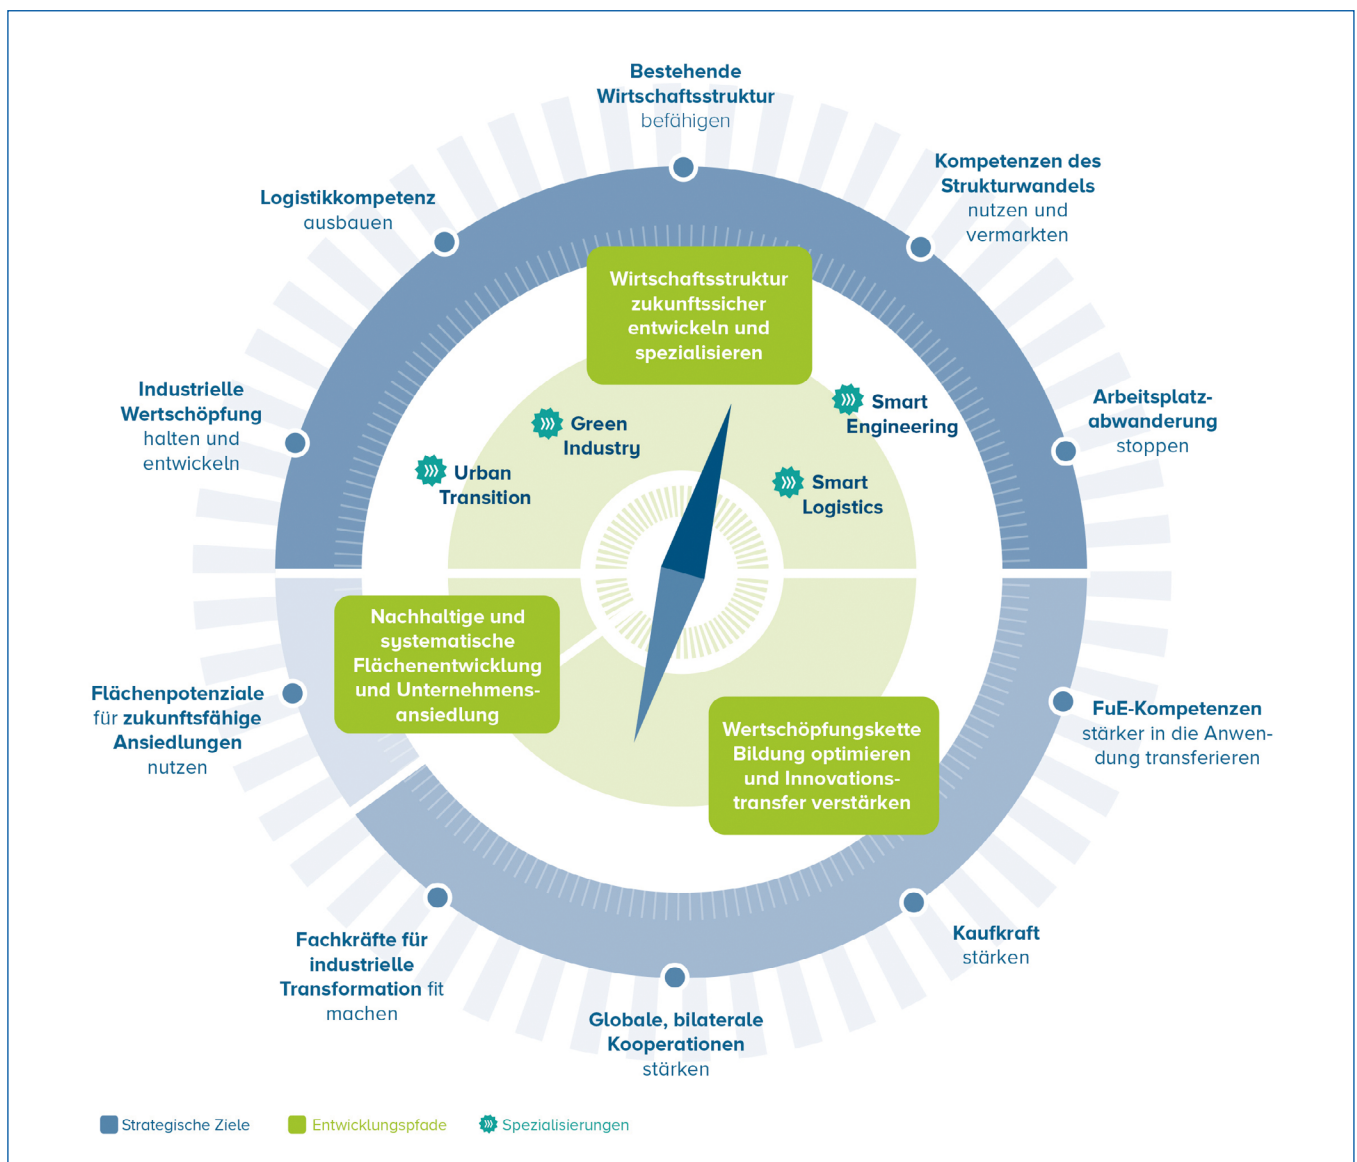 Bestehende
Wirtschaftsstruktur
befähigen
Kompetenzen des
Strukturwandels
nutzen und
vermarkten
Logistikkompetenz
ausbauen
Wirtschaftsstruktur
zukunftssicher
entwickeln und
spezialisieren
Industrielle
Wertschöpfung
halten und
entwickeln
Green
Industry
Urban
Transition
Smart
Engineering
Smart
Logistics
Arbeitsplatz-
abwanderung
stoppen
Nachhaltige und
systematische
Flächenentwicklung
und Unternehmens-
ansiedlung
Flächenpotenziale
für zukunftsfähige
Ansiedlungen
nutzen
Wertschöpfungskette
Bildung optimieren
und Innovations-
transfer verstärken
FuE-Kompetenzen
stärker in die Anwen-
dung transferieren
Fachkräfte für
industrielle
Transformation fit
machen
Globale, bilaterale
Kooperationen
stärken
Kaufkraft
stärken
Strategische Ziele
Entwicklungspfade
Spezialisierungen